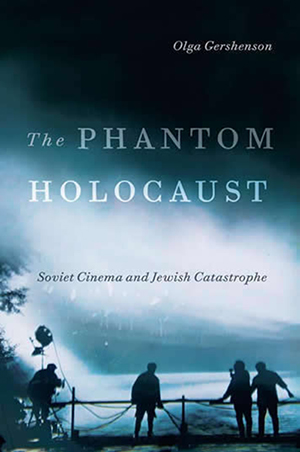 Olga Gershenson
The PHANTOM
HOLOCAUST
Soviet Cinema and Jewish Catastrophe